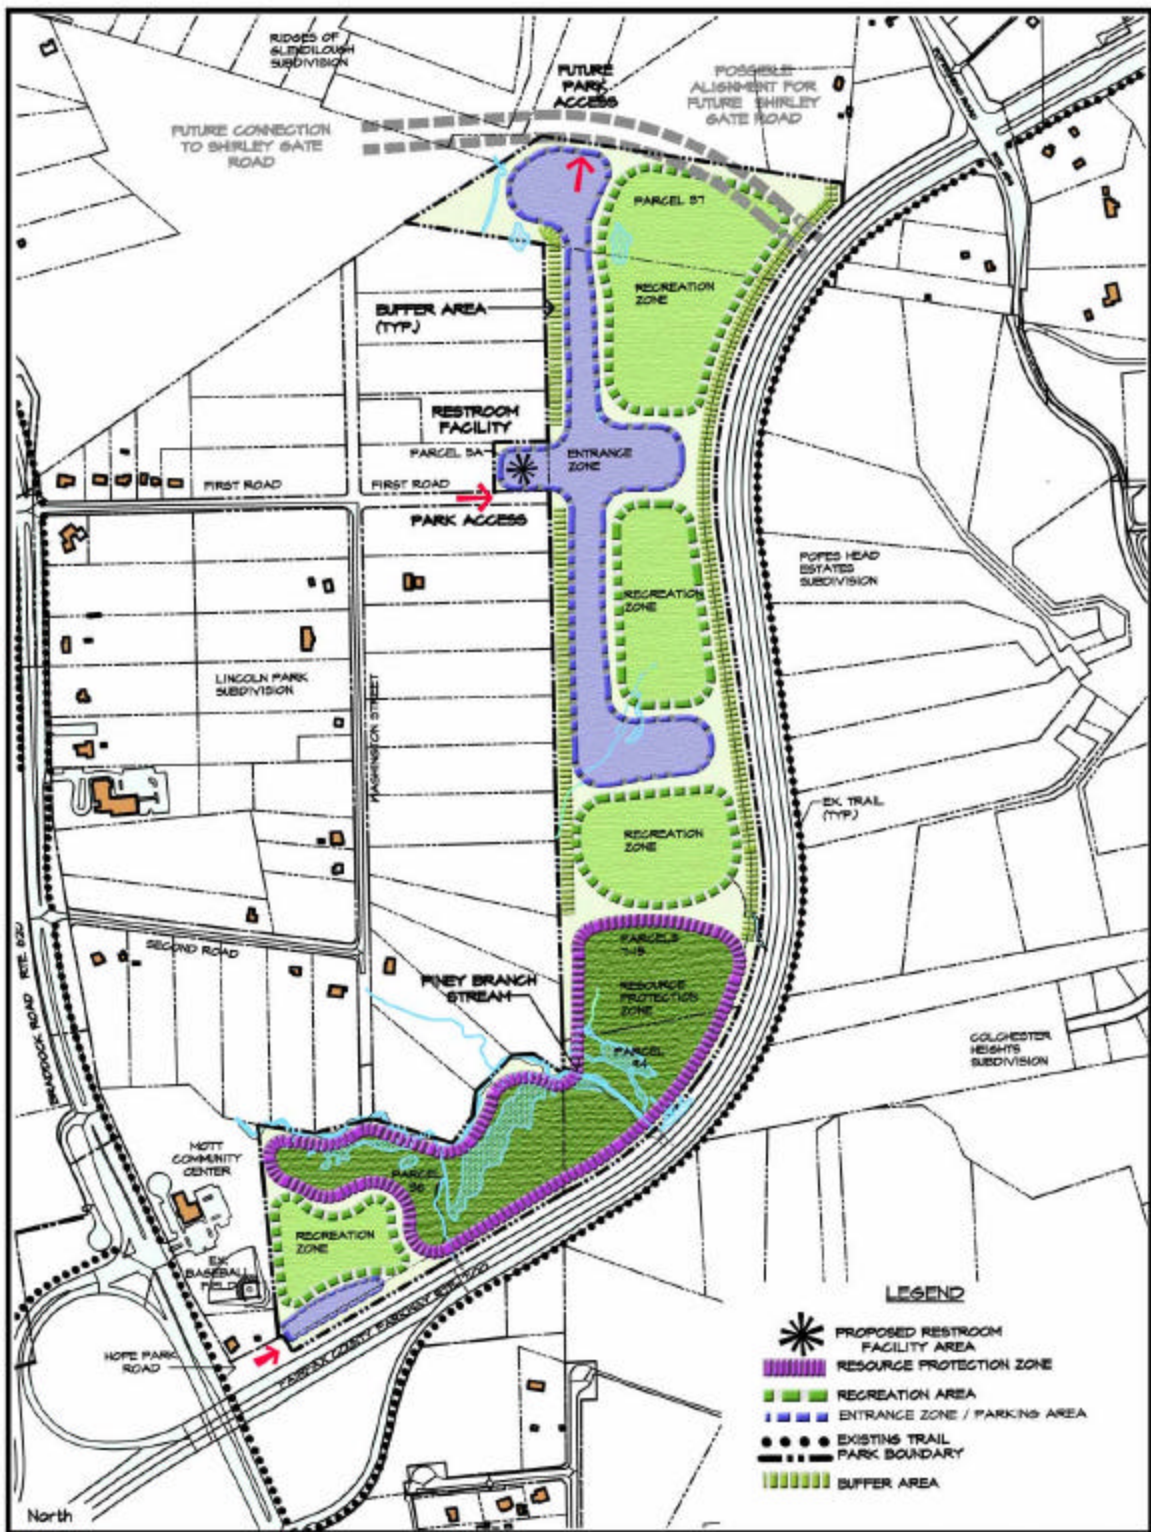 RIDGES OF
GLENDILOUGH
SUBDIVISION
FUTURE
PARK
ACCESS
POSSIBLE
ALIGNMENT FOR
FUTURE SHIRLEY
GATE ROAD
FUTURE CONNECTION
TO SHIRLEY GATE
ROAD
PARCEL 37
RECREATION
ZONE
BUFFER AREA
(TYP.)
RESTROOM
FACILITY
PARCEL 5A
ENTRANCE
ZONE
FIRST ROAD
FIRST ROAD
PARK ACCESS
POPES HEAD
ESTATES
SUBDIVISION
RECREATION
ZONE
LINCOLN PARK
SUBDIVISION
WASHINGTON STREET
EX. TRAIL
(TYP.)
RECREATION
ZONE
SECOND ROAD
BRADDOCK ROAD RTE 620
PARCELS
RESOURCE
PROTECTION
ZONE
PINEY BRANCH
STREAM
PARCEL
COLCHESTER
HEIGHTS
SUBDIVISION
MOTT
COMMUNITY
CENTER
PARCEL
RECREATION
ZONE
EX.
BASEBALL
FIELD
HOPE PARK
ROAD
FAIRFAX COUNTY PARKWAY
LEGEND
PROPOSED RESTROOM
FACILITY AREA
RESOURCE PROTECTION ZONE
RECREATION AREA
ENTRANCE ZONE / PARKING AREA
EXISTING TRAIL
PARK BOUNDARY
BUFFER AREA
North